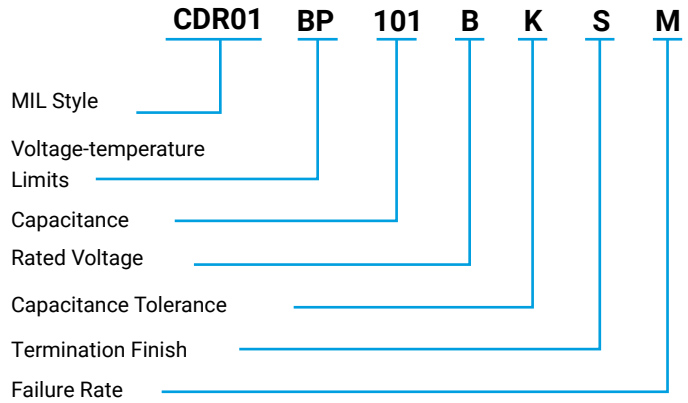 CDR01 BP 101 B K S M
MIL Style
Voltage-temperature
Limits
Capacitance
Rated Voltage
Capacitance Tolerance
Termination Finish
Failure Rate